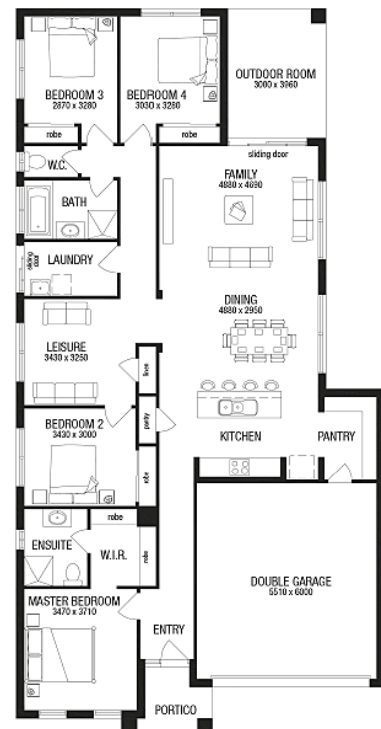 BEDROOM 3
2870 x 3280
BEDROOM 4
3030 x 3280
OUTDOOR ROOM
3000 x 3960
robe
robe
sliding door
W.C.
FAMILY
4880 x 4690
BATH
sliding
door
LAUNDRY
DINING
4880 x 2950
LEISURE
3430 x 3250
linen
pantry
BEDROOM 2
3430 x 3000
KITCHEN
PANTRY
robe
robe
ENSUITE
W.I.R.
robe
DOUBLE GARAGE
5510 x 6000
MASTER BEDROOM
3470 x 3710
ENTRY
PORTICO